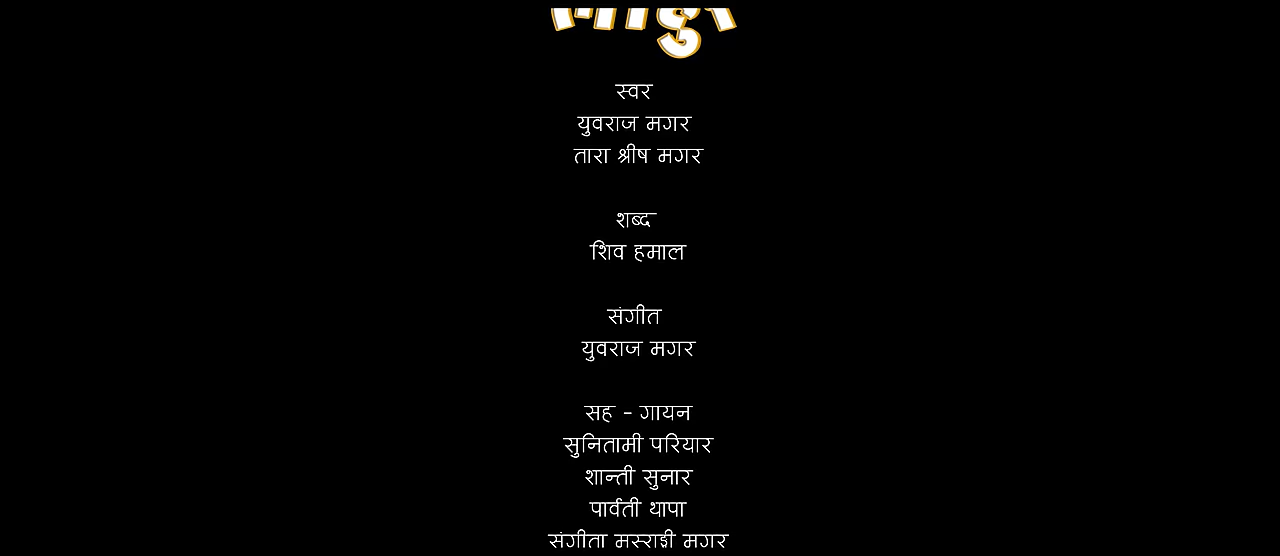 स्वर
युवराज मगर
तारा श्रीष मगर
शब्द
शिव हमाल
संगीत
युवराज मगर
सह - गायन
सुनितामी परियार
शान्ती सुनार
पार्वती थापा
संगीता मस्राङ्गी मगर